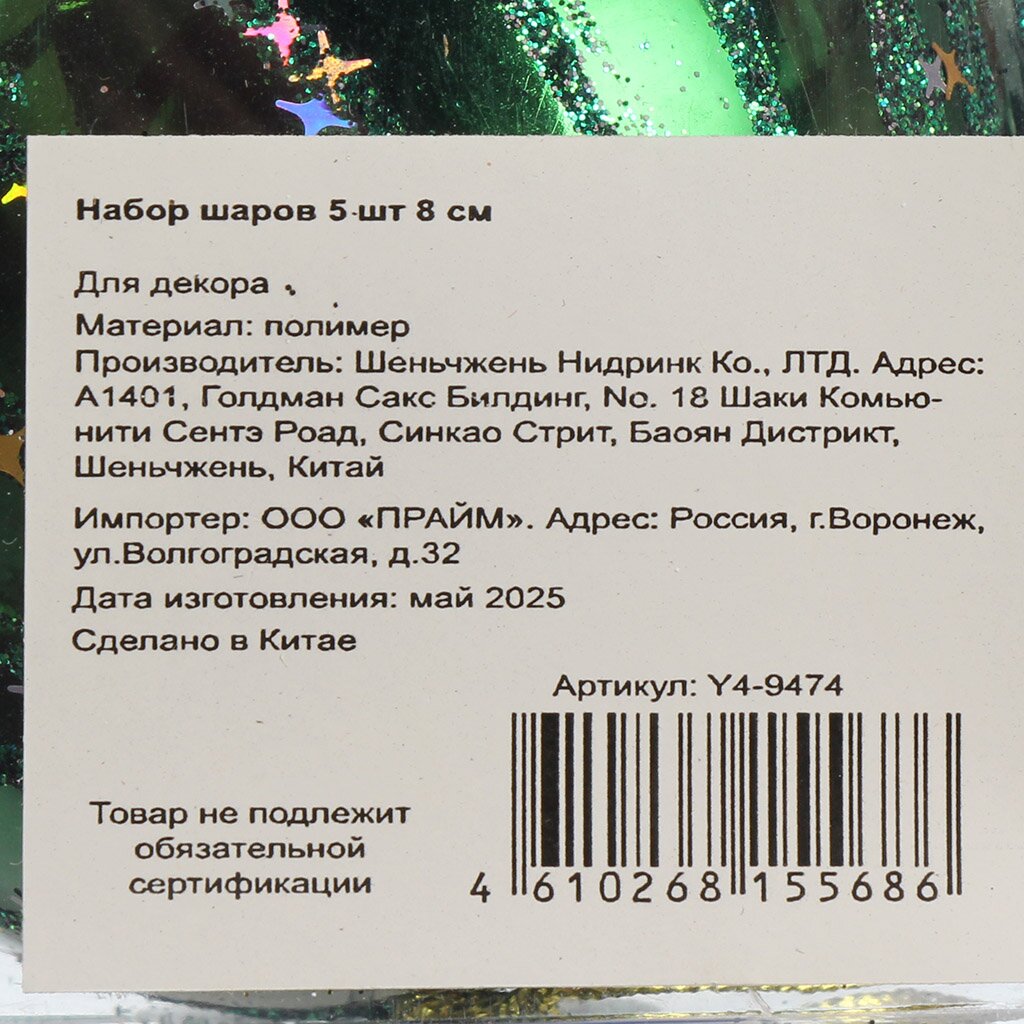 Набор шаров 5 шт 8 см
Для декора
Материал: полимер
Производитель: Шеньчжень Нидринк Ко., ЛТД. Адрес:
А1401, Голдман Сакс Билдинг, No. 18 Шаки Комью-
нити Сентэ Роад, Синкао Стрит, Баоян Дистрикт,
Шеньчжень, Китай
Импортер: ООО «ПРАЙМ». Адрес: Россия, г.Воронеж,
ул.Волгоградская, д.32
Дата изготовления: май 2025
Сделано в Китае
Артикул: Y4-9474
Товар не подлежит
обязательной
сертификации
4 610268 155686